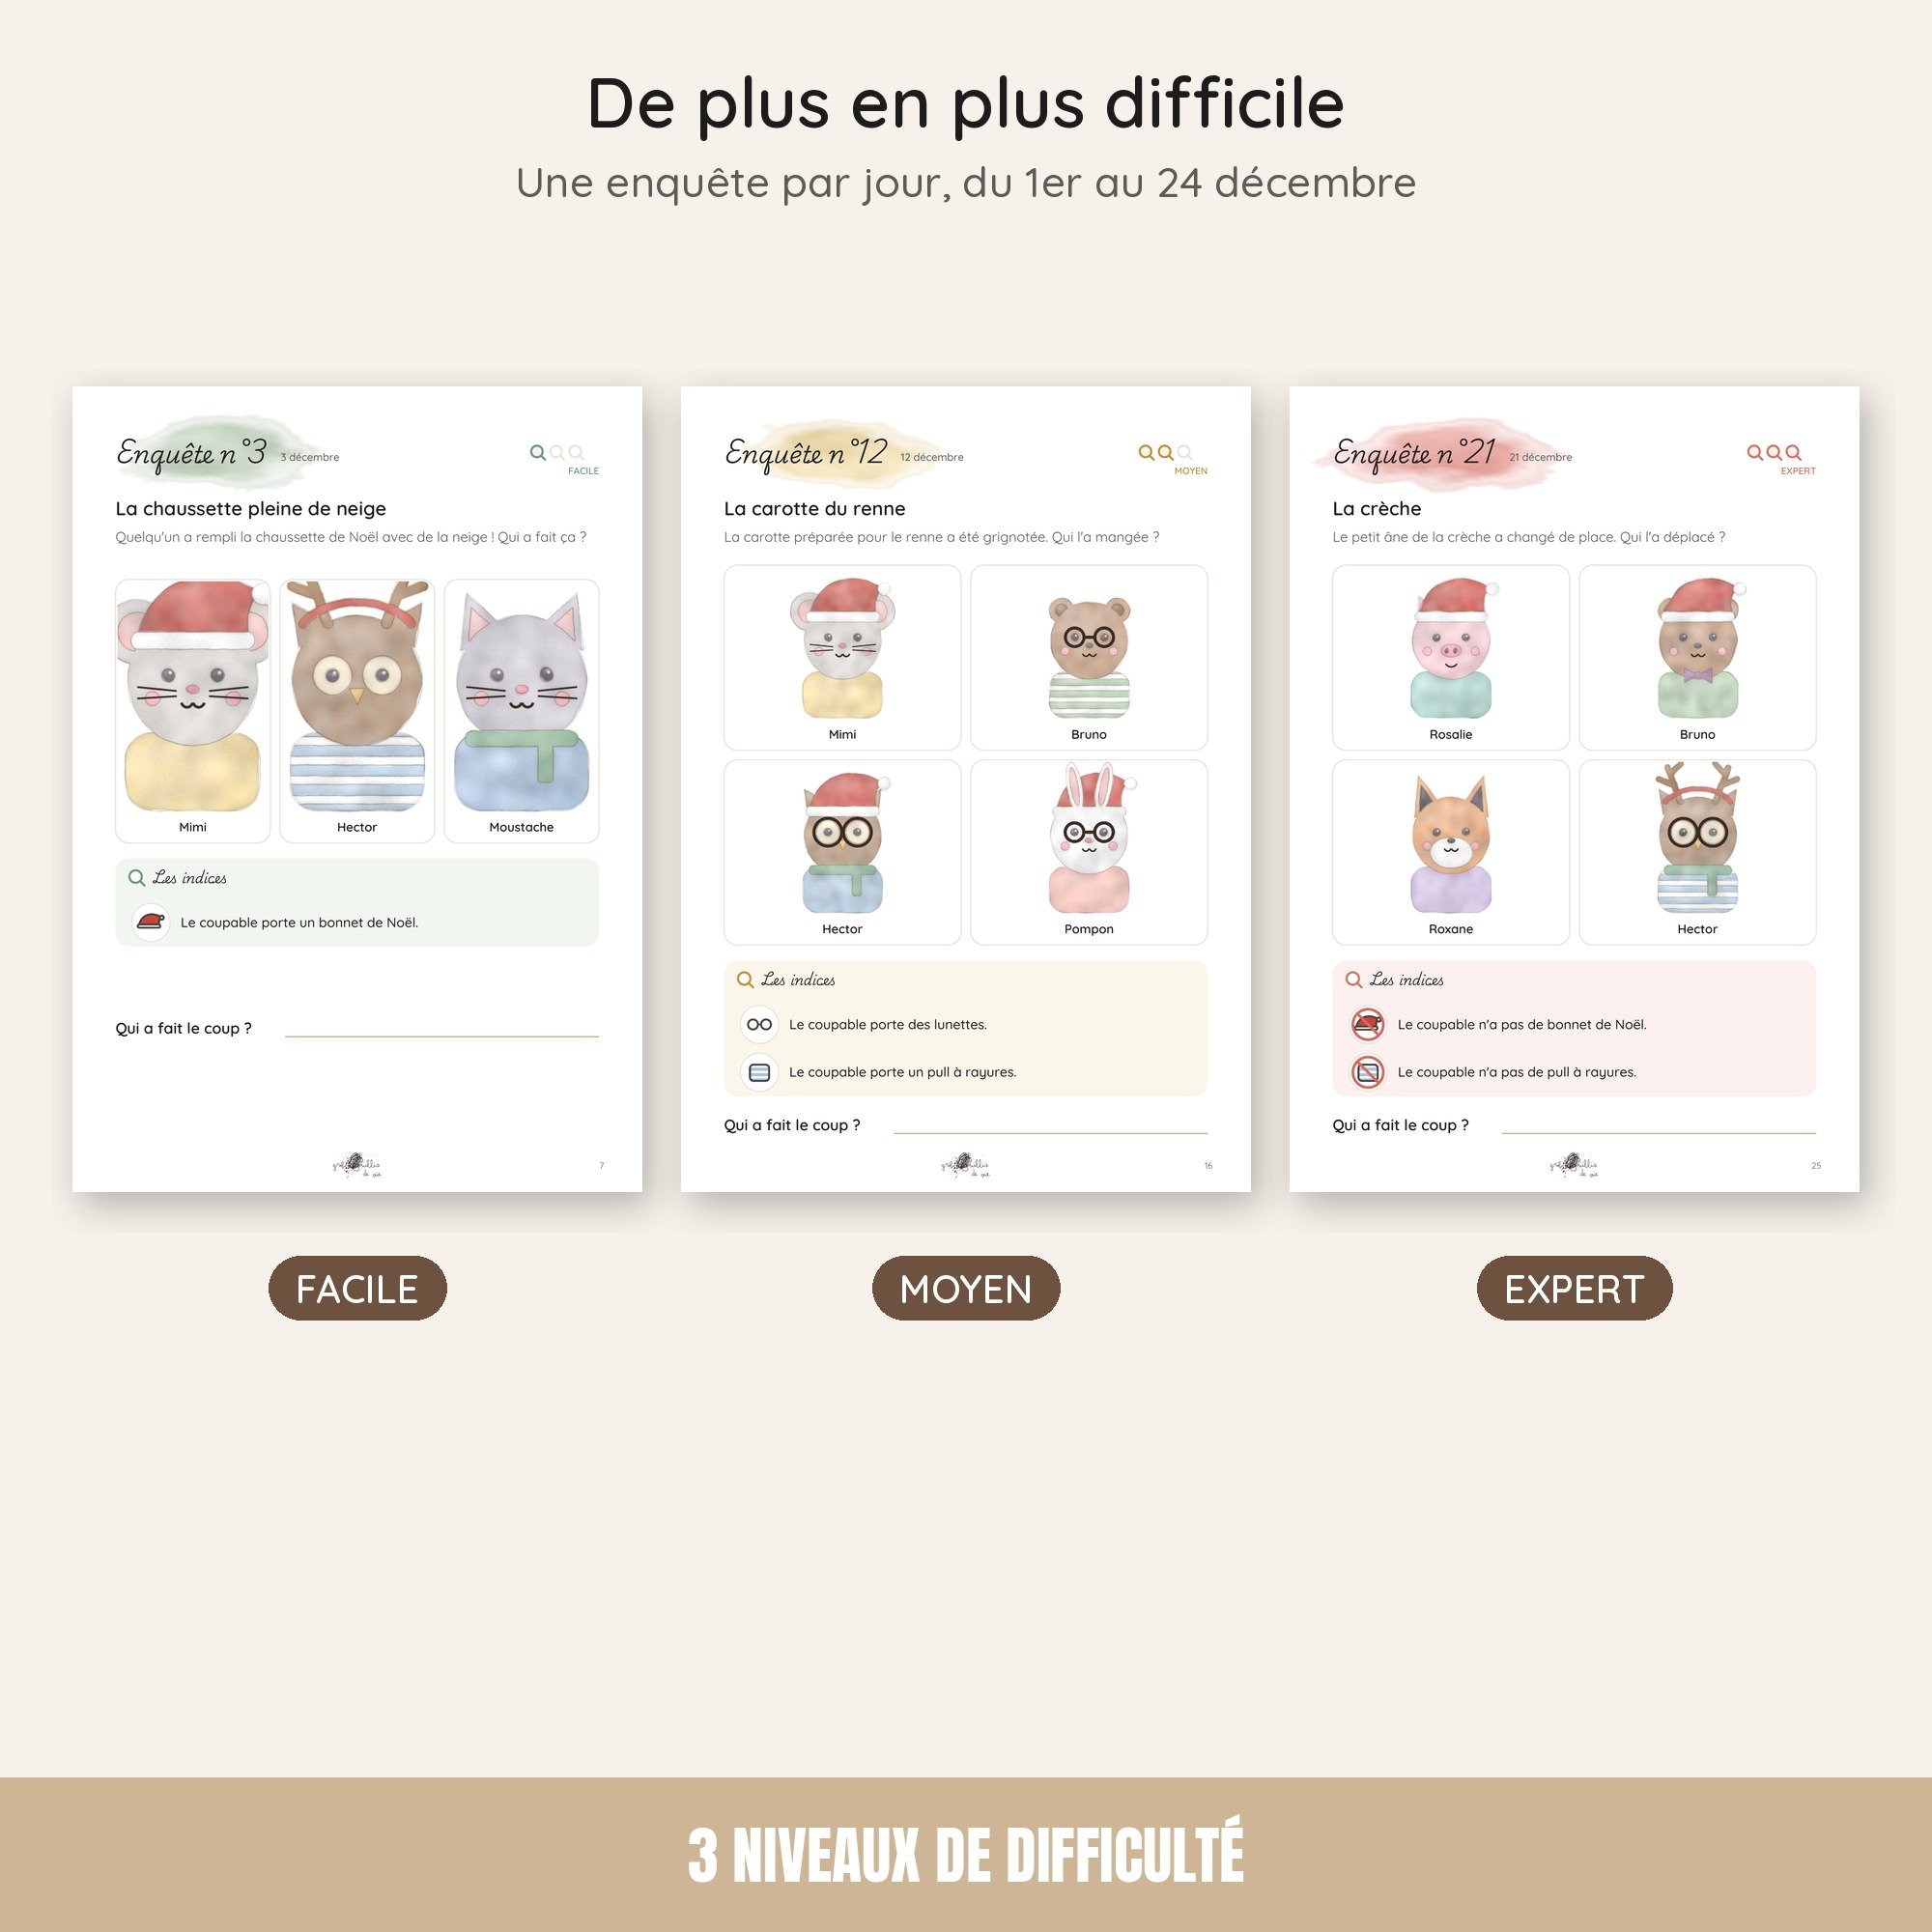 De plus en plus difficile
Une enquête par jour, du 1er au 24 décembre
Enquête n°3 3 décembre
FACILE
La chaussette pleine de neige
Quelqu'un a rempli la chaussette de Noël avec de la neige ! Qui a fait ça ?
Mimi
Hector
Moustache
Les indices
Le coupable porte un bonnet de Noël.
Qui a fait le coup ?
7
Enquête n°12 12 décembre
MOYEN
La carotte du renne
La carotte préparée pour le renne a été grignotée. Qui l'a mangée ?
Mimi
Bruno
Hector
Pompon
Les indices
Le coupable porte des lunettes.
Le coupable porte un pull à rayures.
Qui a fait le coup ?
16
Enquête n°21 21 décembre
EXPERT
La crèche
Le petit âne de la crèche a changé de place. Qui l'a déplacé ?
Rosalie
Bruno
Roxane
Hector
Les indices
Le coupable n'a pas de bonnet de Noël.
Le coupable n'a pas de pull à rayures.
Qui a fait le coup ?
25
FACILE
MOYEN
EXPERT
3 NIVEAUX DE DIFFICULTÉ